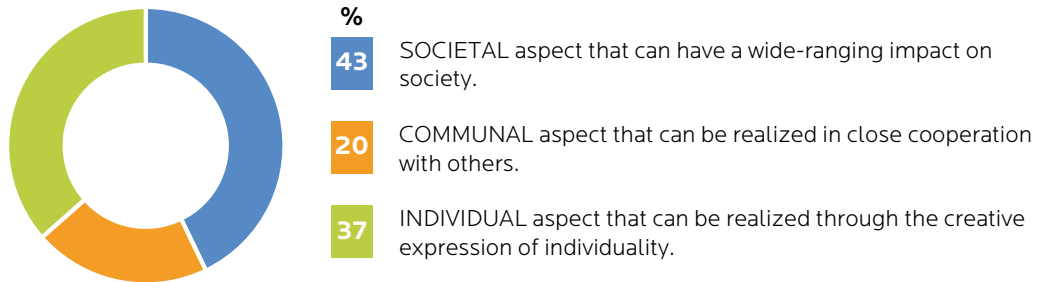 %
43
SOCIETAL aspect that can have a wide-ranging impact on
society.
20
COMMUNAL aspect that can be realized in close cooperation
with others.
37
INDIVIDUAL aspect that can be realized through the creative
expression of individuality.